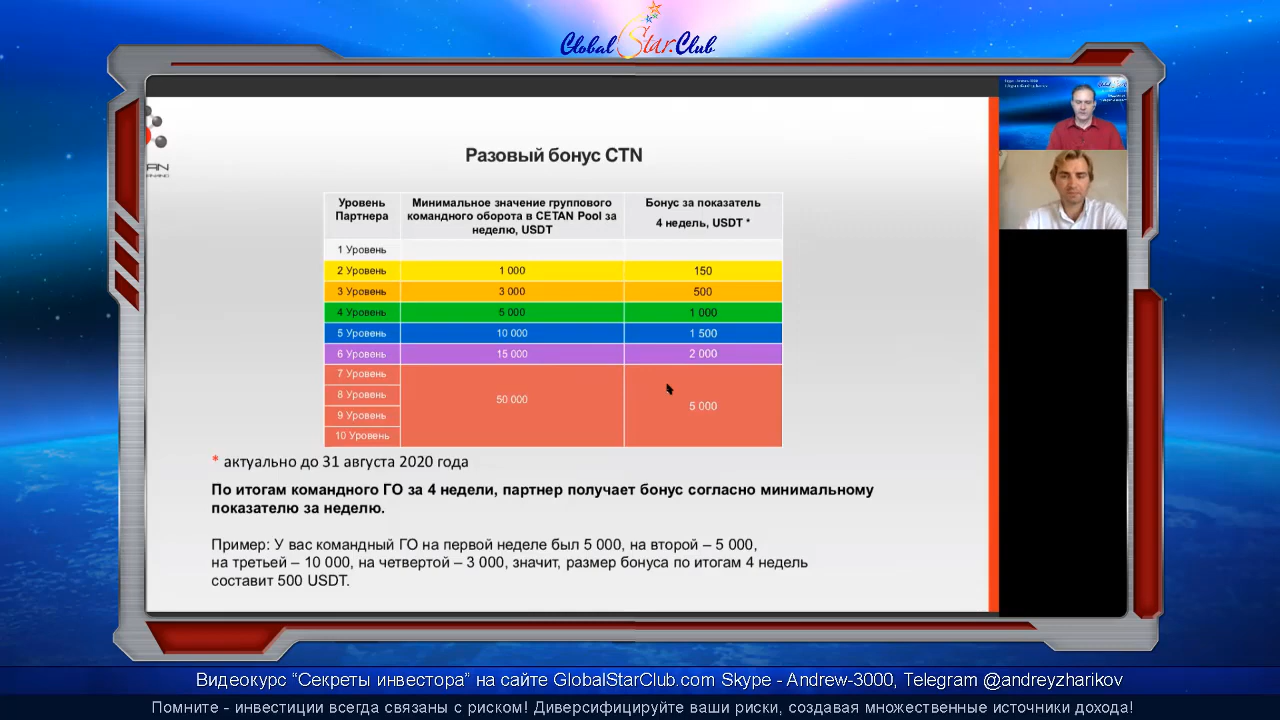 Global Star.Club
AN
Разовый бонус CTN
Уровень Партнера
Минимальное значение группового командного оборота в CETAN Pool за неделю, USDT
Бонус за показатель 4 недель, USDT *
1 Уровень
2 Уровень 1 000 150
3 Уровень 3 000 500
4 Уровень 5 000 1 000
5 Уровень 10 000 1 500
6 Уровень 15 000 2 000
7 Уровень
8 Уровень
50 000
5 000
9 Уровень
10 Уровень
* актуально до 31 августа 2020 года
По итогам командного ГО за 4 недели, партнер получает бонус согласно минимальному
показателю за неделю.
Пример: У вас командный ГО на первой неделе был 5 000, на второй – 5 000,
на третьей – 10 000, на четвертой – 3 000, значит, размер бонуса по итогам 4 недель
составит 500 USDT.
Видеокурс "Секреты инвестора" на сайте GlobalStarClub.com Skype - Andrew-3000, Telegram @andreyzharikov
Помните - инвестиции всегда связаны с риском! Диверсифицируйте ваши риски, создавая множественные источники дохода!